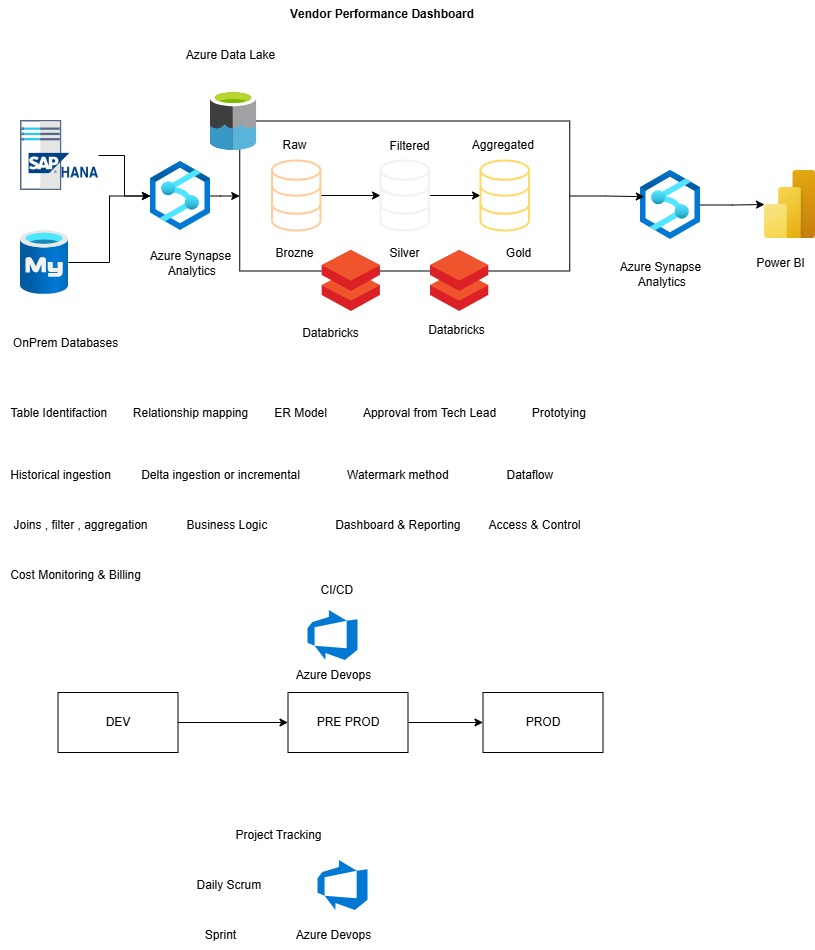 Vendor Performance Dashboard
Azure Data Lake
Raw
Filtered
Aggregated
SAP HANA
My
Brozne
Silver
Gold
Azure Synapse
Analytics
Azure Synapse
Analytics
Power BI
Databricks
Databricks
OnPrem Databases
Table Identifaction
Relationship mapping
ER Model
Approval from Tech Lead
Prototying
Historical ingestion
Delta ingestion or incremental
Watermark method
Dataflow
Joins , filter , aggregation
Business Logic
Dashboard & Reporting
Access & Control
Cost Monitoring & Billing
CI/CD
Azure Devops
DEV
PRE PROD
PROD
Project Tracking
Daily Scrum
Sprint
Azure Devops